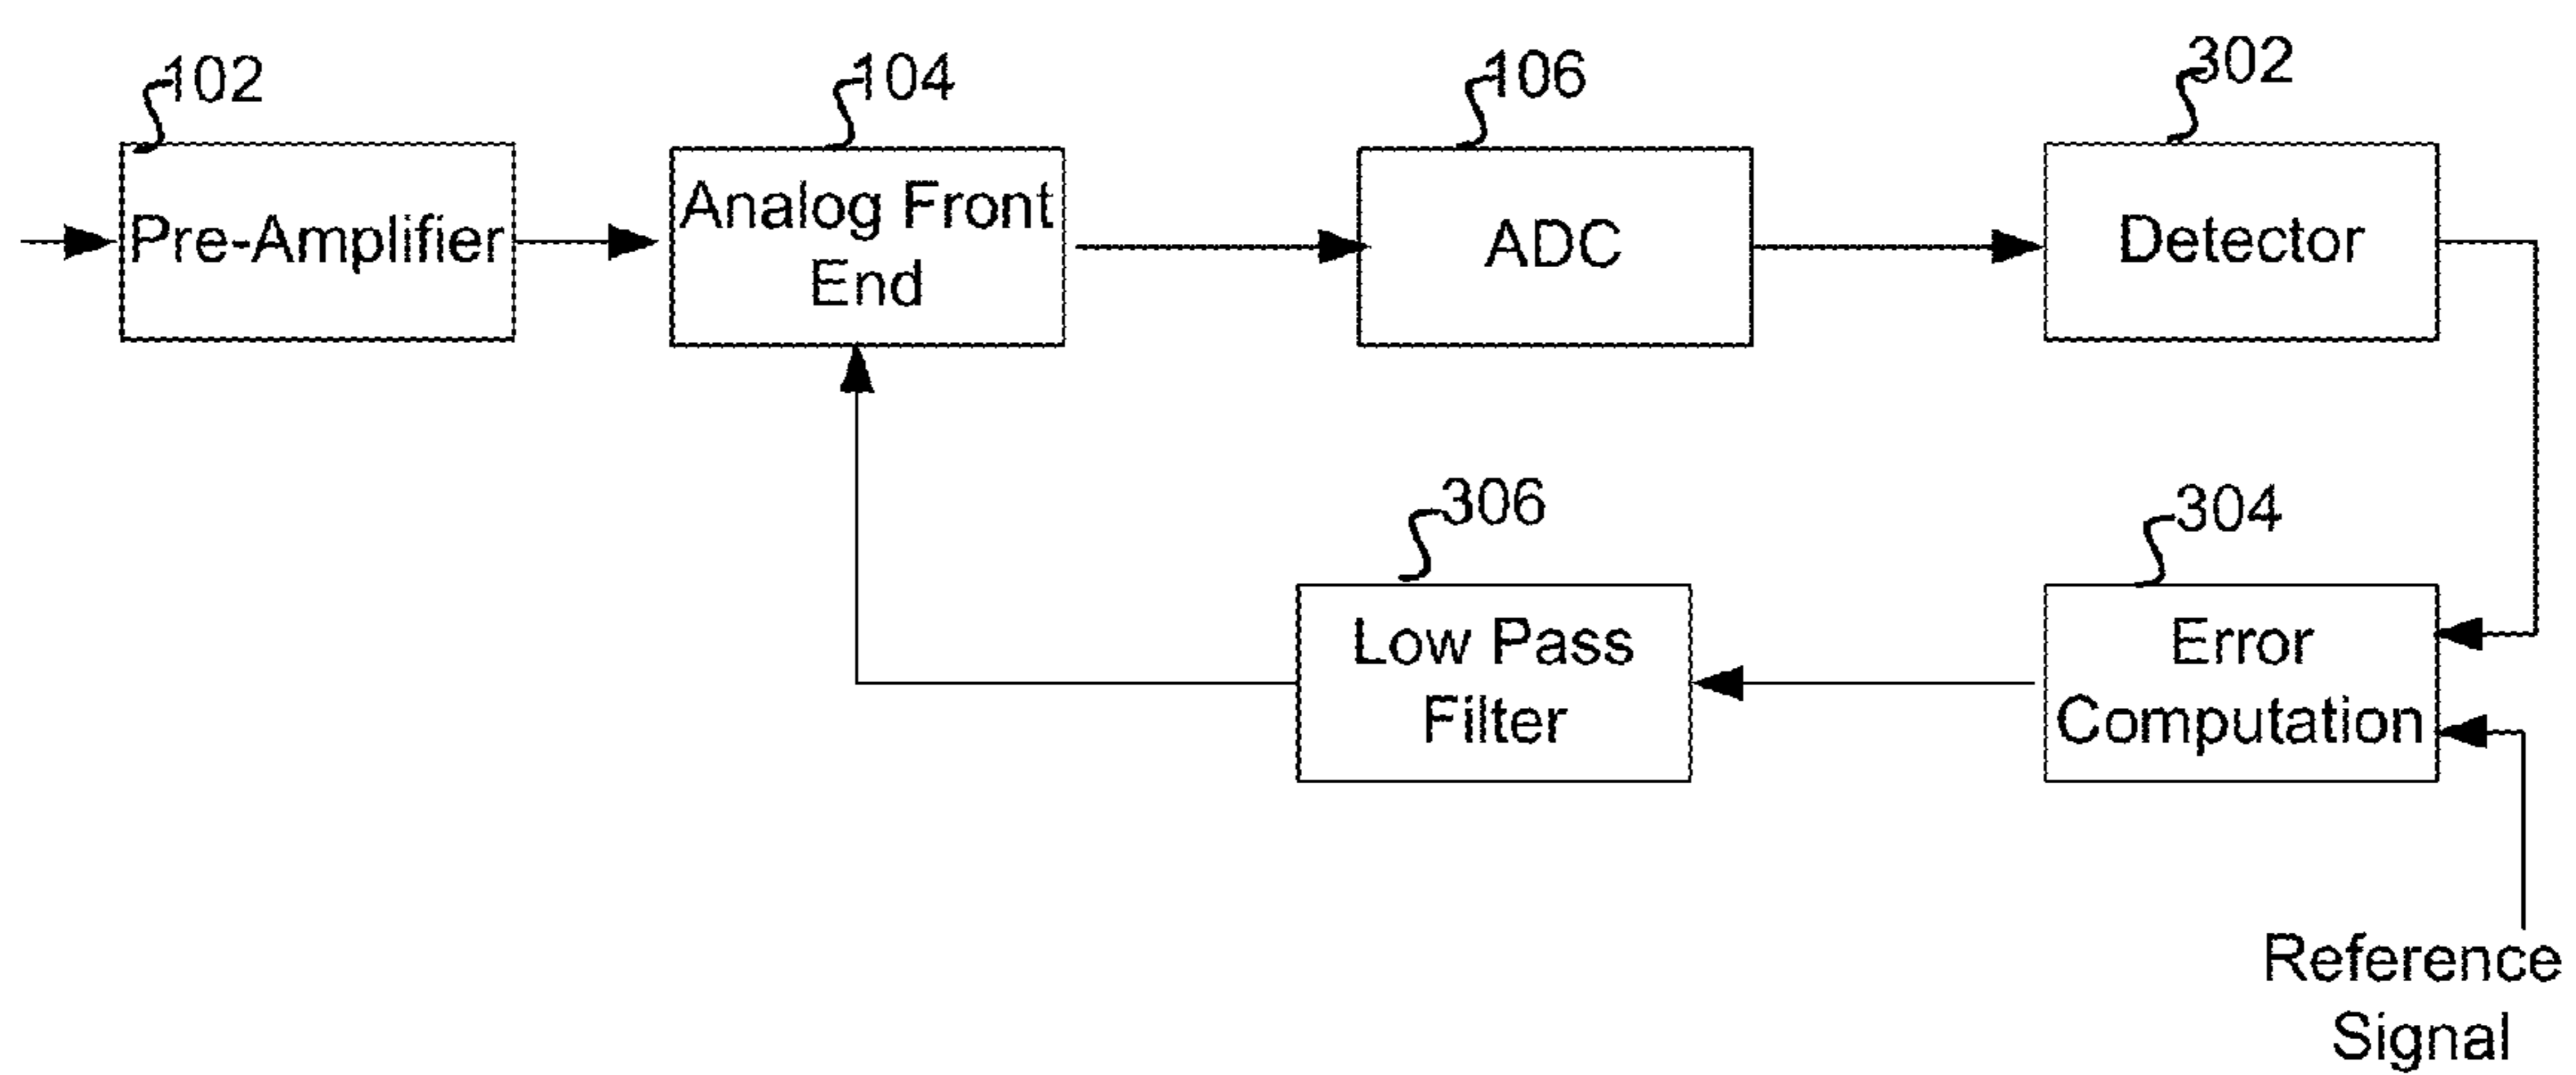 102
104
106
302
Pre-Amplifier
Analog Front
End
ADC
Detector
306
304
Low Pass
Filter
Error
Computation
Reference
Signal